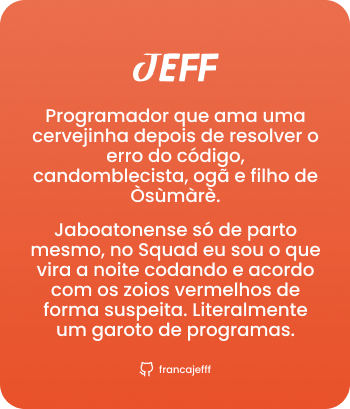 JEFF
Programador que ama uma
cervejinha depois de resolver o
erro do código,
candomblecista, ogã e filho de
Òsùmàrè.
Jaboatonense só de parto
mesmo, no Squad eu sou o que
vira a noite codando e acordo
com os zoios vermelhos de
forma suspeita. Literalmente
um garoto de programas.
francajefff